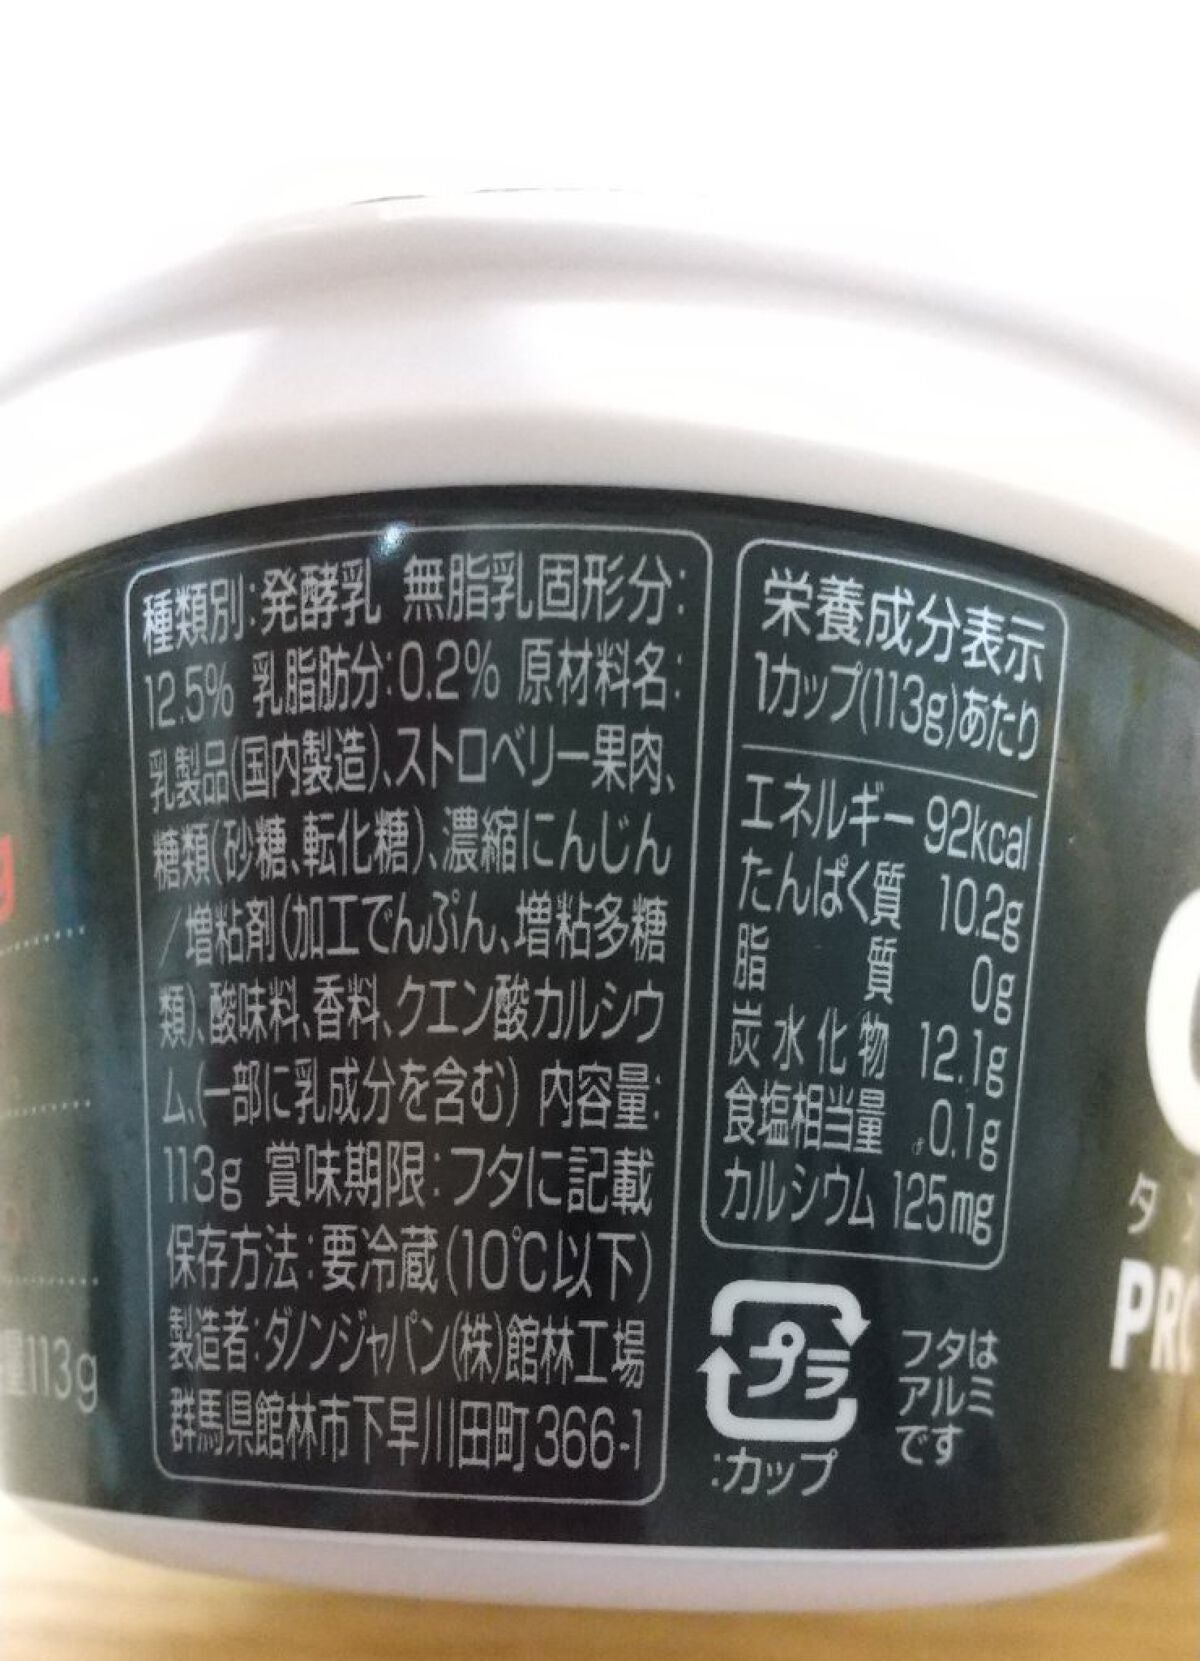 種類別:発酵乳 無脂乳固形分:
12.5% 乳脂肪分:0.2% 原材料名:
乳製品(国内製造)、ストロベリー果肉、
糖類(砂糖、転化糖)、濃縮にんじん
/増粘剤(加工でんぷん、増粘多糖
類)、酸味料、香料、クエン酸カルシウ
ム、(一部に乳成分を含む) 内容量:
113g 賞味期限:フタに記載
保存方法:要冷蔵(10℃以下)
製造者:ダノンジャパン(株)館林工場
群馬県館林市下早川田町366-1
栄養成分表示
1カップ(113g)あたり
エネルギー 92kcal
たんぱく質 10.2g
脂質 0g
炭水化物 12.1g
食塩相当量 0.1g
カルシウム 125mg
プラ
:カップ
フタは
アルミ
です
g
量113g
タ
PRO